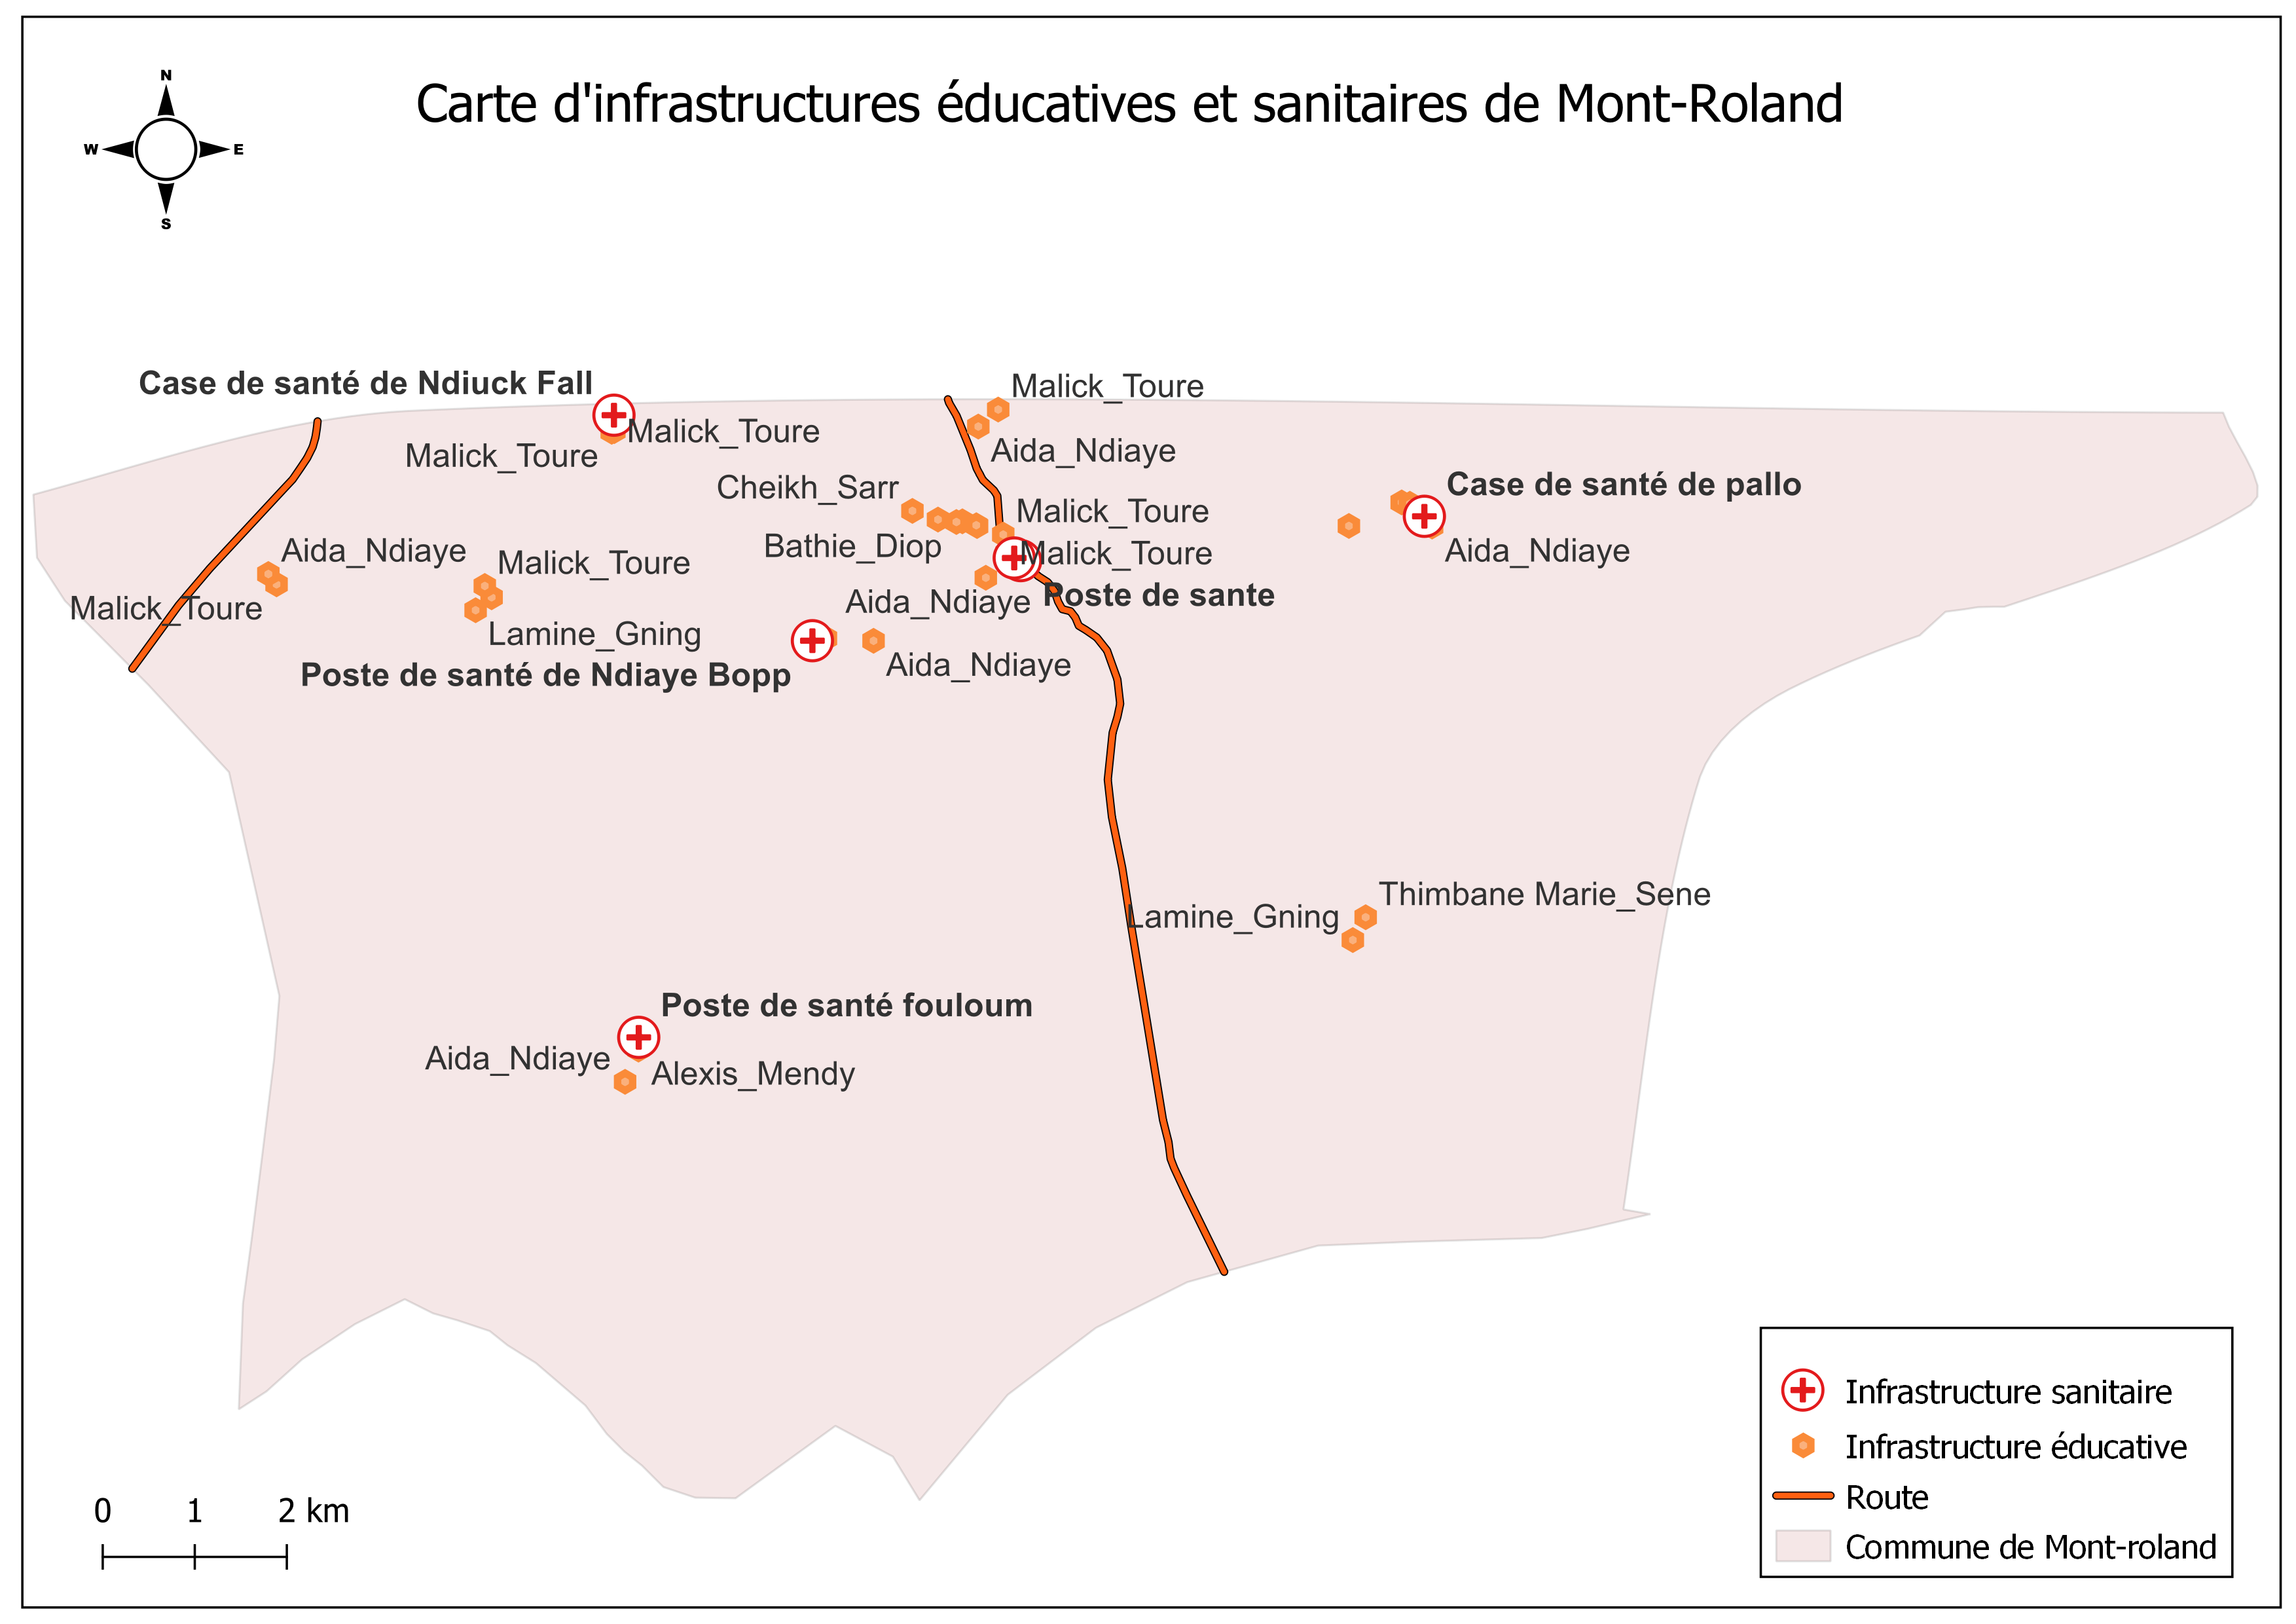 N
Carte d'infrastructures éducatives et sanitaires de Mont-Roland
W
E
S
Case de santé de Ndiuck Fall
Malick_Toure
Malick_Toure
Malick_Toure
Aida_Ndiaye
Cheikh_Sarr
Case de santé de pallo
Malick_Toure
Bathie_Diop
Malick_Toure
Aida_Ndiaye
Aida_Ndiaye
Malick_Toure
Malick_Toure
Aida_Ndiaye
Poste de sante
Lamine_Gning
Aida_Ndiaye
Poste de santé de Ndiaye Bopp
Thimbane Marie_Sene
Lamine_Gning
Poste de santé fouloum
Aida_Ndiaye
Alexis_Mendy
Infrastructure sanitaire
Infrastructure éducative
Route
Commune de Mont-roland
0 1 2 km